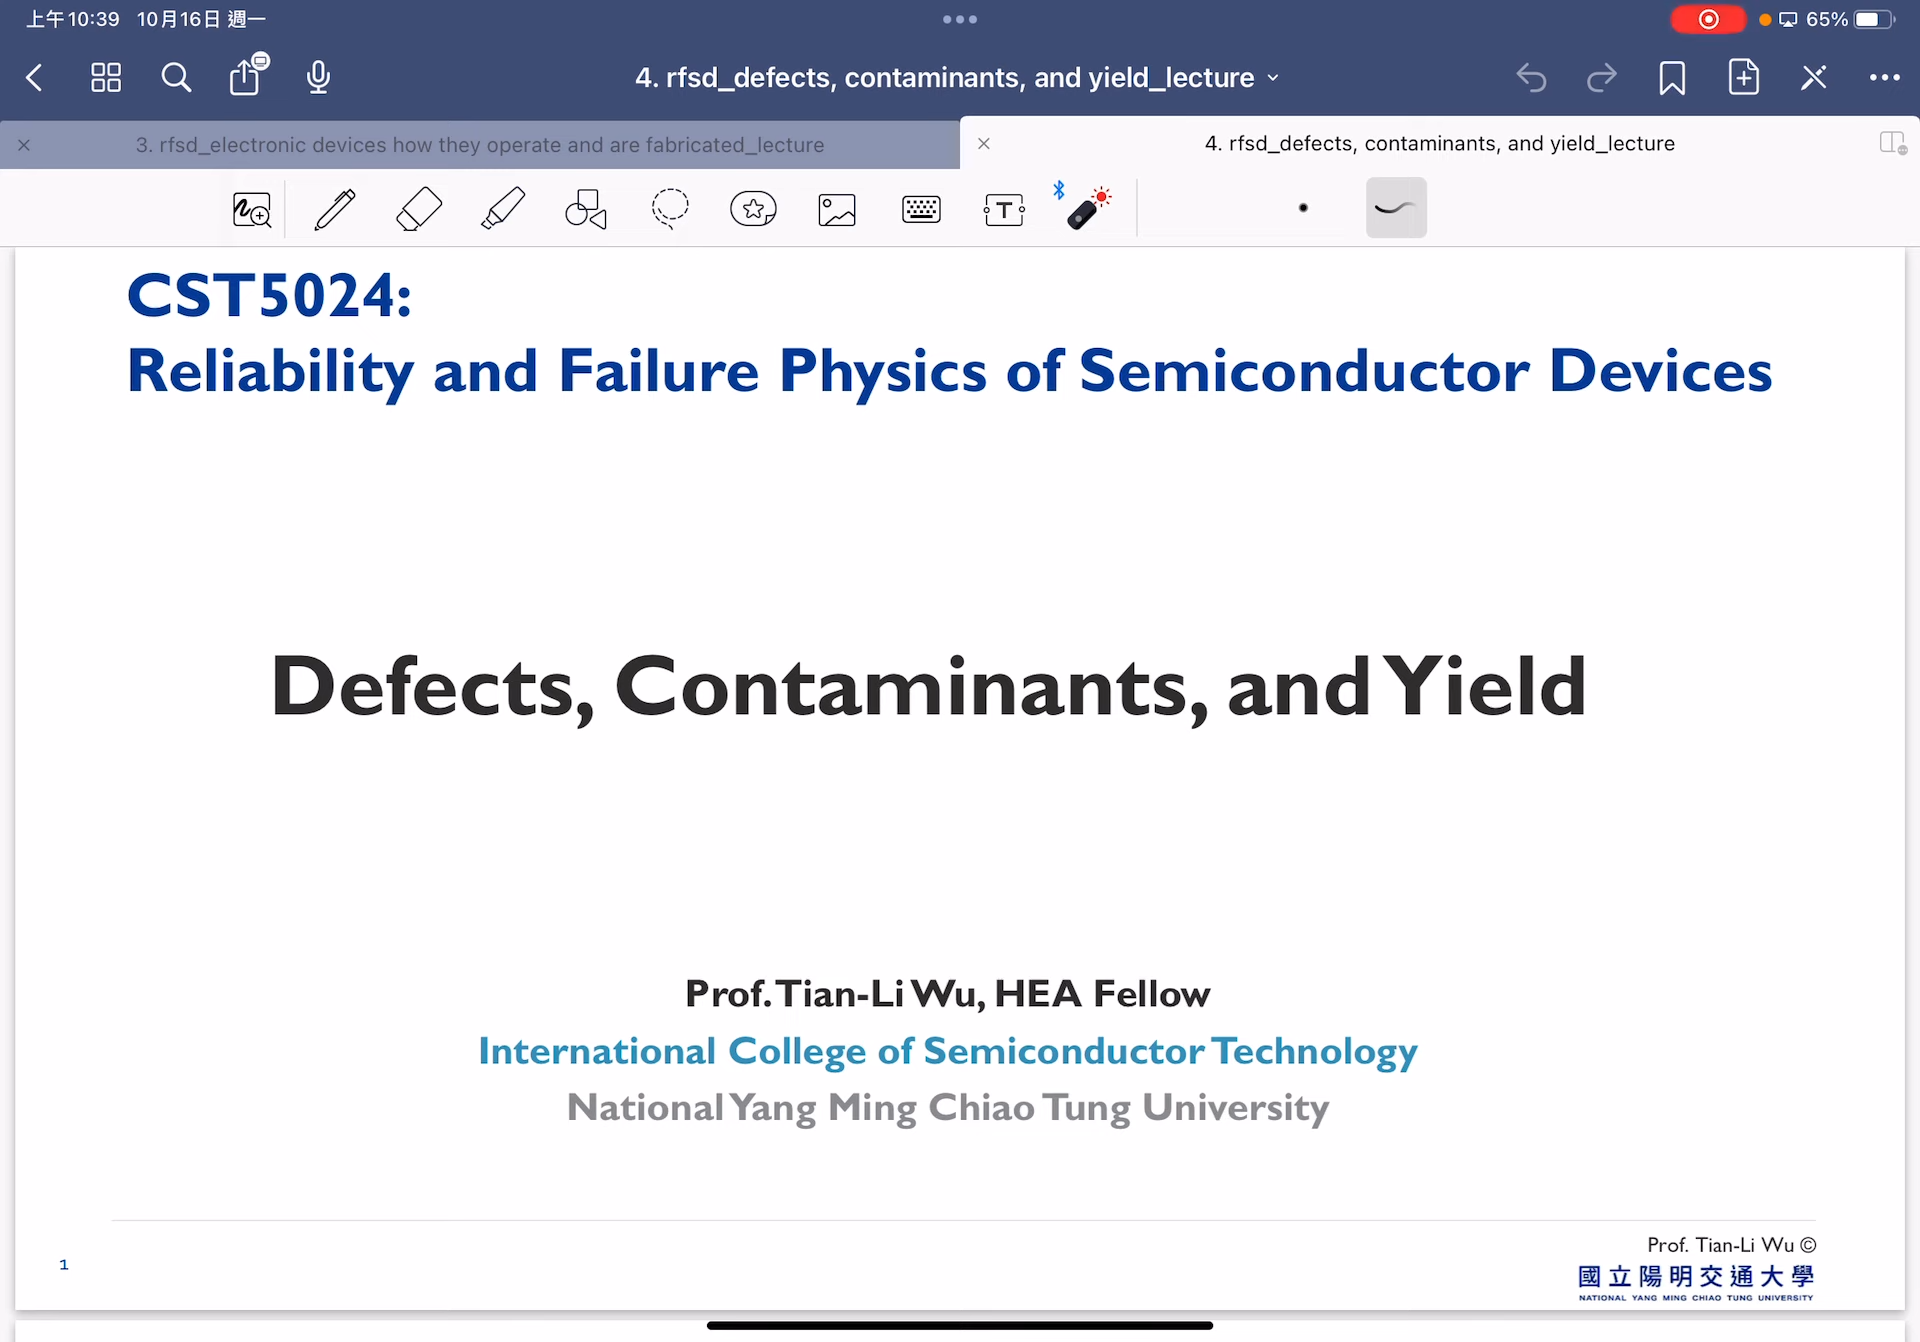 上午10:39 10月16日 週一
65%
4. rfsd_defects, contaminants, and yield_lecture
3. rfsd_electronic devices how they operate and are fabricated_lecture
4. rfsd_defects, contaminants, and yield_lecture
T
CST5024:
Reliability and Failure Physics of Semiconductor Devices
Defects, Contaminants, and Yield
Prof. Tian-Li Wu, HEA Fellow
International College of Semiconductor Technology
National Yang Ming Chiao Tung University
Prof. Tian-Li Wu ©
1
國立陽明交通大學
NATIONAL YANG MING CHIAO TUNG UNIVERSITY